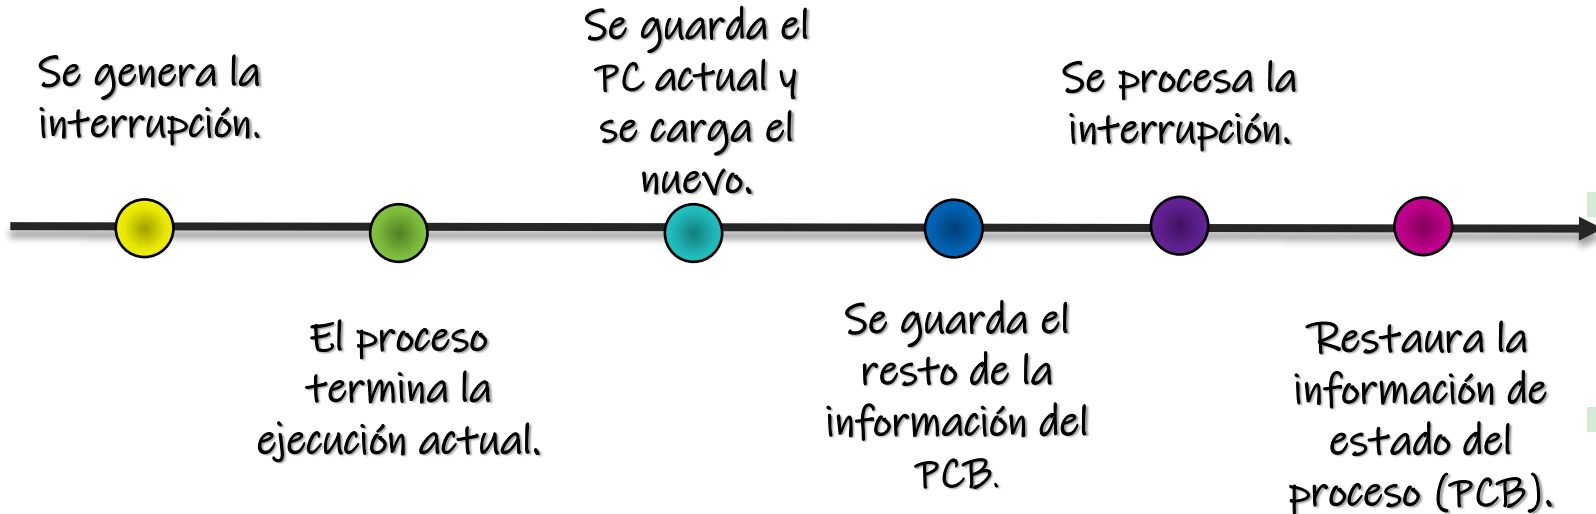 Se genera la
interrupción.
El proceso
termina la
ejecución actual.
Se guarda el
PC actual y
se carga el
nuevo.
Se guarda el
resto de la
información del
PCB.
Se procesa la
interrupción.
Restaura la
información de
estado del
proceso (PCB).